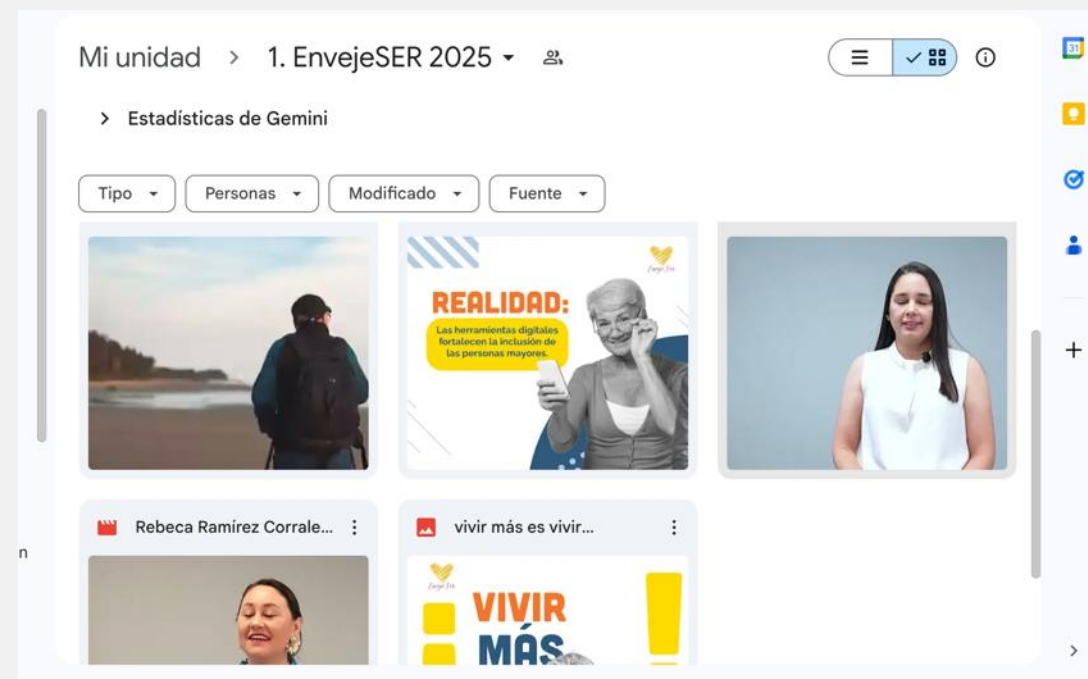 Mi unidad > 1. EnvejeSER 2025
Estadísticas de Gemini
Tipo Personas Modificado Fuente
REALIDAD:
Las herramientas digitales
fortalecen la inclusión de
las personas mayores.
Rebeca Ramírez Corrale... vivir más es vivir...
VIVIR
MÁS
31
n